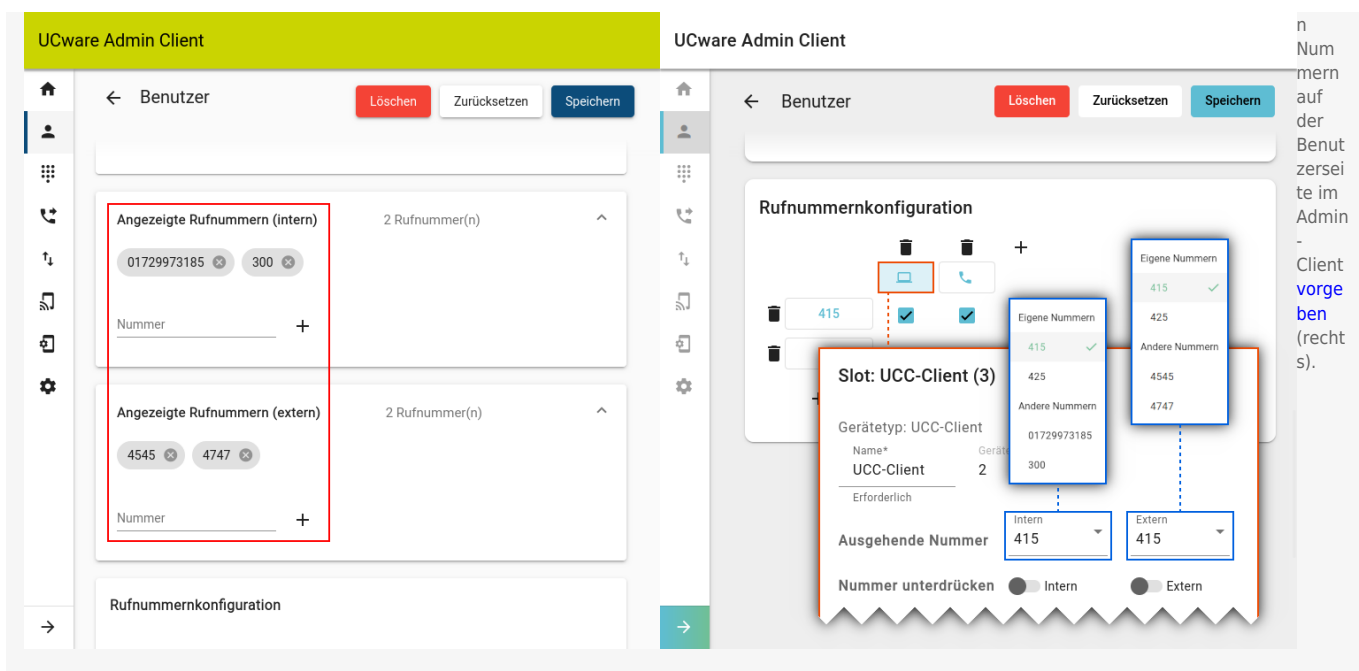 UCware Admin Client
Benutzer
Löschen
Zurücksetzen
Speichern
Angezeigte Rufnummern (intern)
2 Rufnummer(n)
01729973185
300
Nummer
Angezeigte Rufnummern (extern)
2 Rufnummer(n)
4545
4747
Nummer
Rufnummernkonfiguration
UCware Admin Client
Benutzer
Löschen
Zurücksetzen
Speichern
Rufnummernkonfiguration
415
Slot: UCC-Client (3)
Gerätetyp: UCC-Client
Name*
UCC-Client
Erforderlich
2
Eigene Nummern
415
425
Andere Nummern
01729973185
300
Eigene Nummern
415
425
Andere Nummern
4545
4747
Ausgehende Nummer
Intern
415
Extern
415
Nummer unterdrücken
Intern
Extern
n
Num
mern
auf
der
Benut
zersei
te im
Admin
-
Client
vorge
ben
(recht
s).